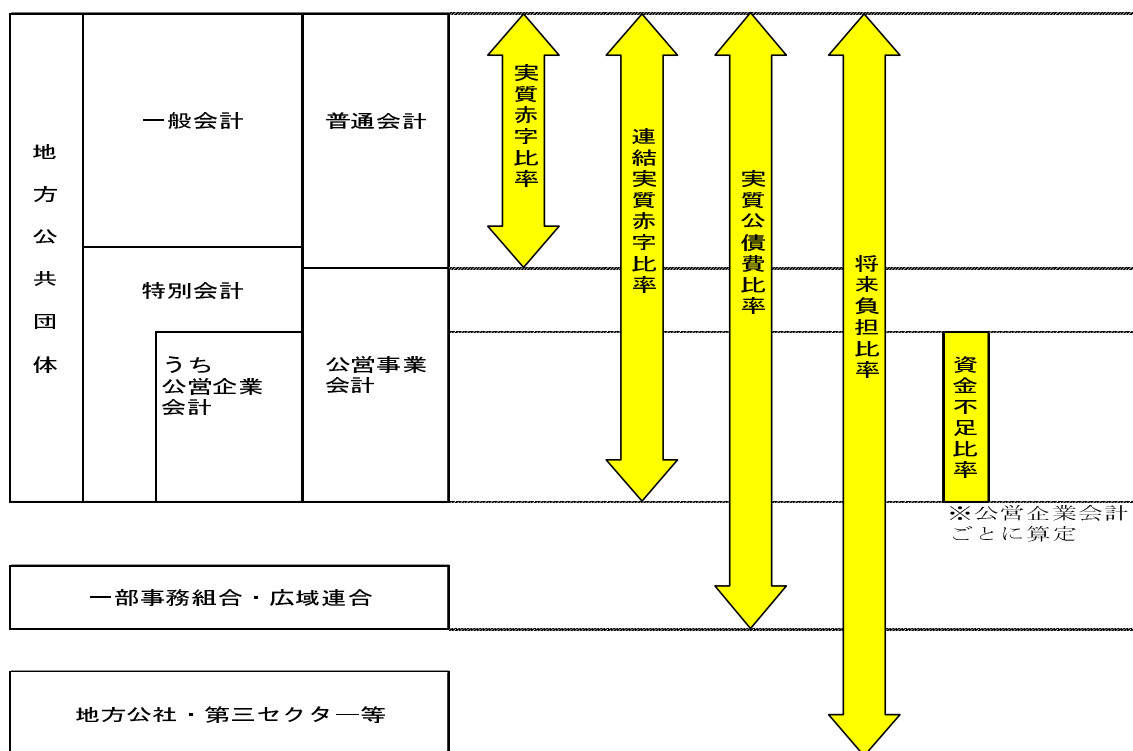 地方公共団体
一般会計
普通会計
特別会計
うち
公営企業
会計
公営事業
会計
実質赤字比率
連結実質赤字比率
実質公債費比率
将来負担比率
資金不足比率
※公営企業会計
ごとに算定
一部事務組合・広域連合
地方公社・第三セクター等